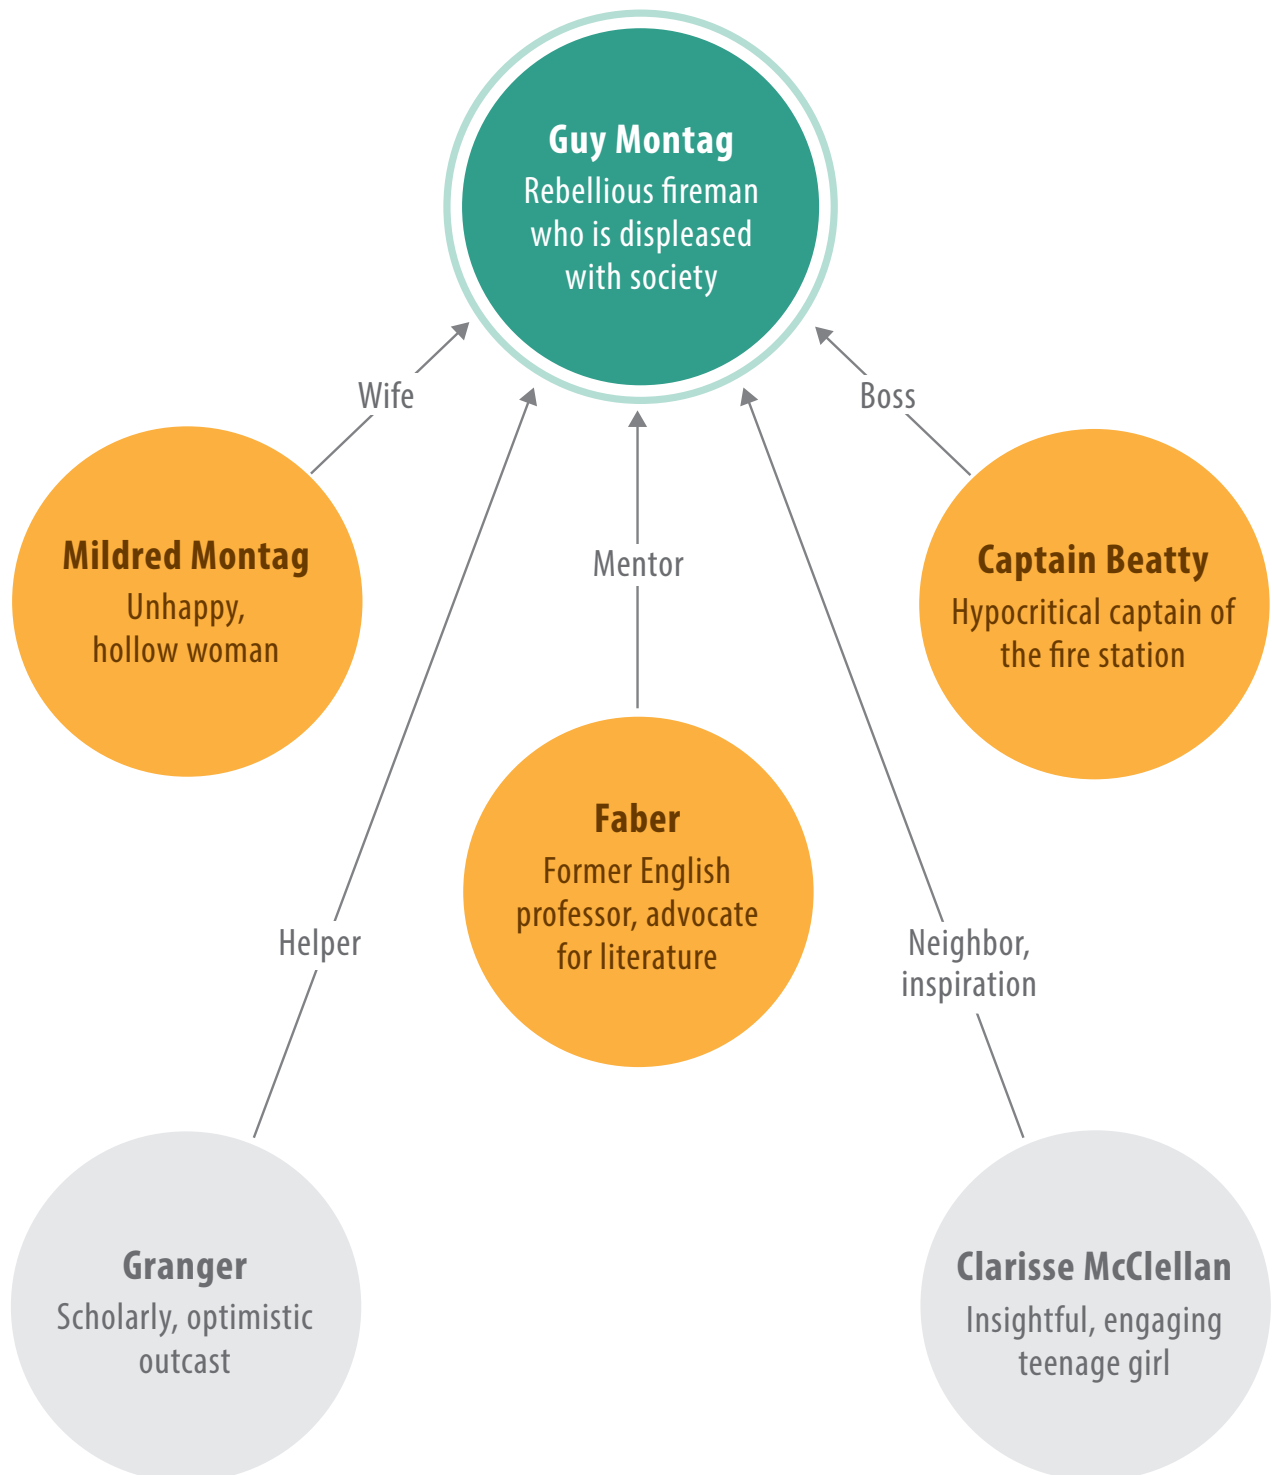 Guy Montag
Rebellious fireman
who is displeased
with society
Wife
Boss
Mildred Montag
Unhappy,
hollow woman
Mentor
Captain Beatty
Hypocritical captain of
the fire station
Faber
Former English
professor, advocate
for literature
Helper
Neighbor,
inspiration
Granger
Scholarly, optimistic
outcast
Clarisse McClellan
Insightful, engaging
teenage girl